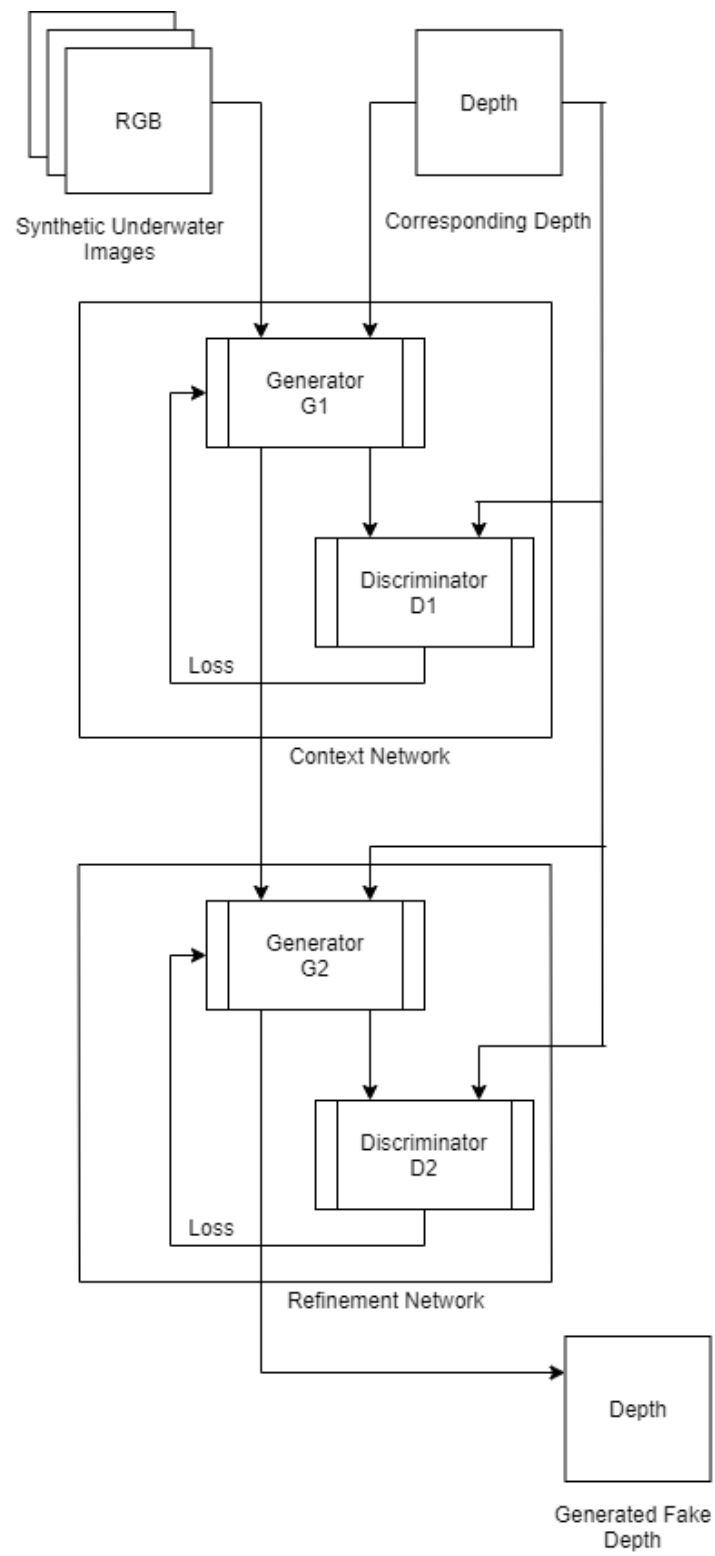 RGB
Depth
Synthetic Underwater
Images
Corresponding Depth
Generator
G1
Discriminator
D1
Loss
Context Network
Generator
G2
Discriminator
D2
Loss
Refinement Network
Depth
Generated Fake
Depth